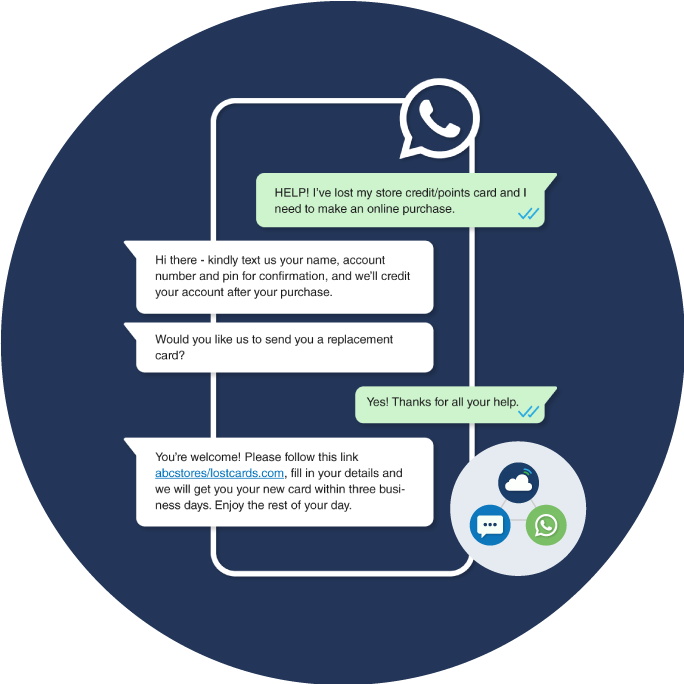 HELP! I've lost my store credit/points card and I
need to make an online purchase.
Hi there - kindly text us your name, account
number and pin for confirmation, and we'll credit
your account after your purchase.
Would you like us to send you a replacement
card?
Yes! Thanks for all your help.
You're welcome! Please follow this link
abcstores/lostcards.com, fill in your details and
we will get you your new card within three busi-
ness days. Enjoy the rest of your day.